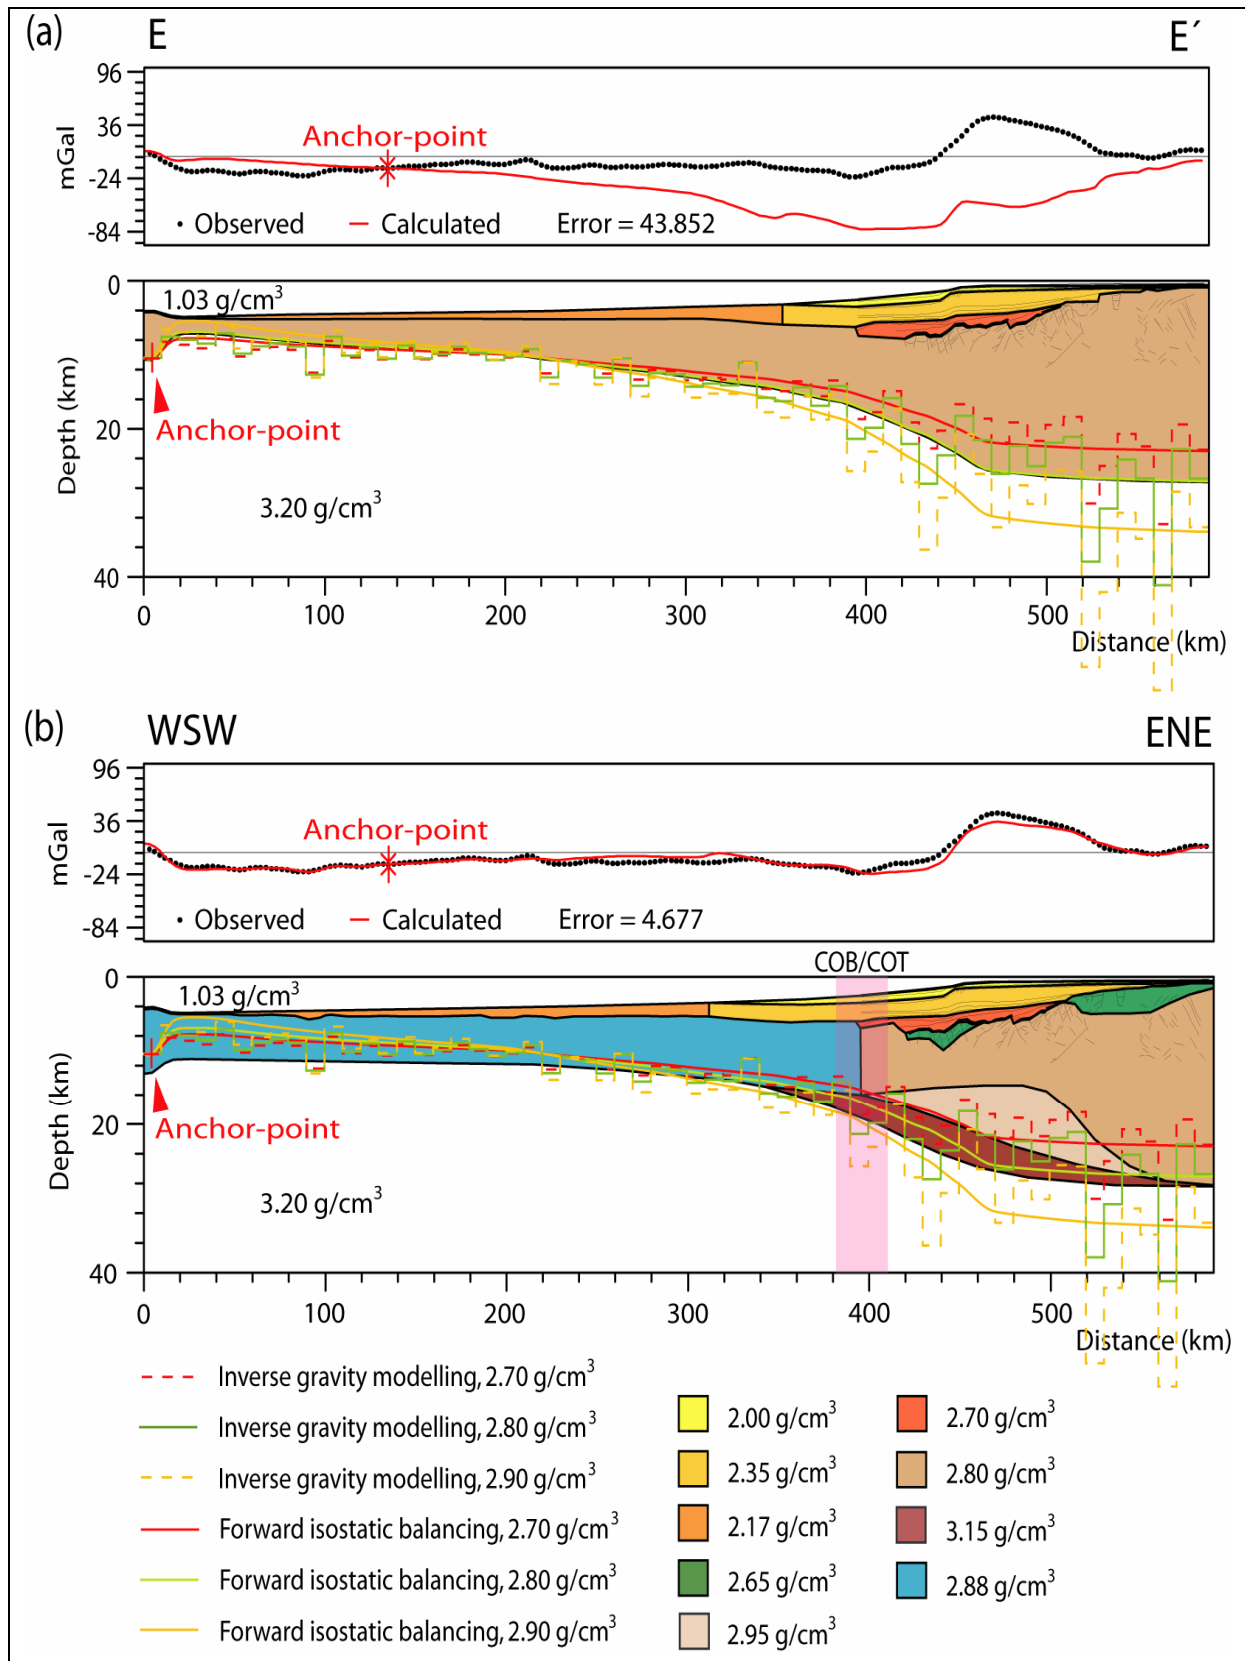 (a) E E´
96
36
-24
-84
mGal
Anchor-point
Observed Calculated Error = 43.852
0
20
40
Depth (km)
1.03 g/cm³
Anchor-point
3.20 g/cm³
0 100 200 300 400 500
Distance (km)
(b) WSW ENE
96
36
-24
-84
mGal
Anchor-point
Observed Calculated Error = 4.677
COB/COT
0
20
40
Depth (km)
1.03 g/cm³
Anchor-point
3.20 g/cm³
0 100 200 300 400 500
Distance (km)
Inverse gravity modelling, 2.70 g/cm³
Inverse gravity modelling, 2.80 g/cm³
Inverse gravity modelling, 2.90 g/cm³
Forward isostatic balancing, 2.70 g/cm³
Forward isostatic balancing, 2.80 g/cm³
Forward isostatic balancing, 2.90 g/cm³
2.00 g/cm³
2.35 g/cm³
2.17 g/cm³
2.65 g/cm³
2.95 g/cm³
2.70 g/cm³
2.80 g/cm³
3.15 g/cm³
2.88 g/cm³